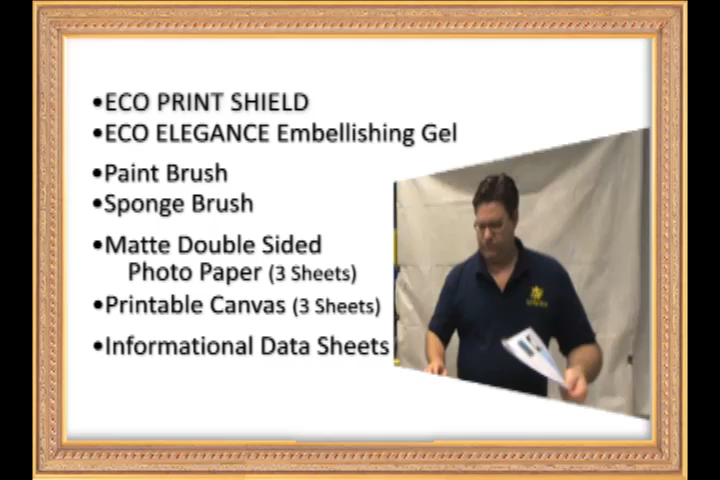 •ECO PRINT SHIELD
•ECO ELEGANCE Embellishing Gel
•Paint Brush
•Sponge Brush
•Matte Double Sided
Photo Paper (3 Sheets)
•Printable Canvas (3 Sheets)
•Informational Data Sheets